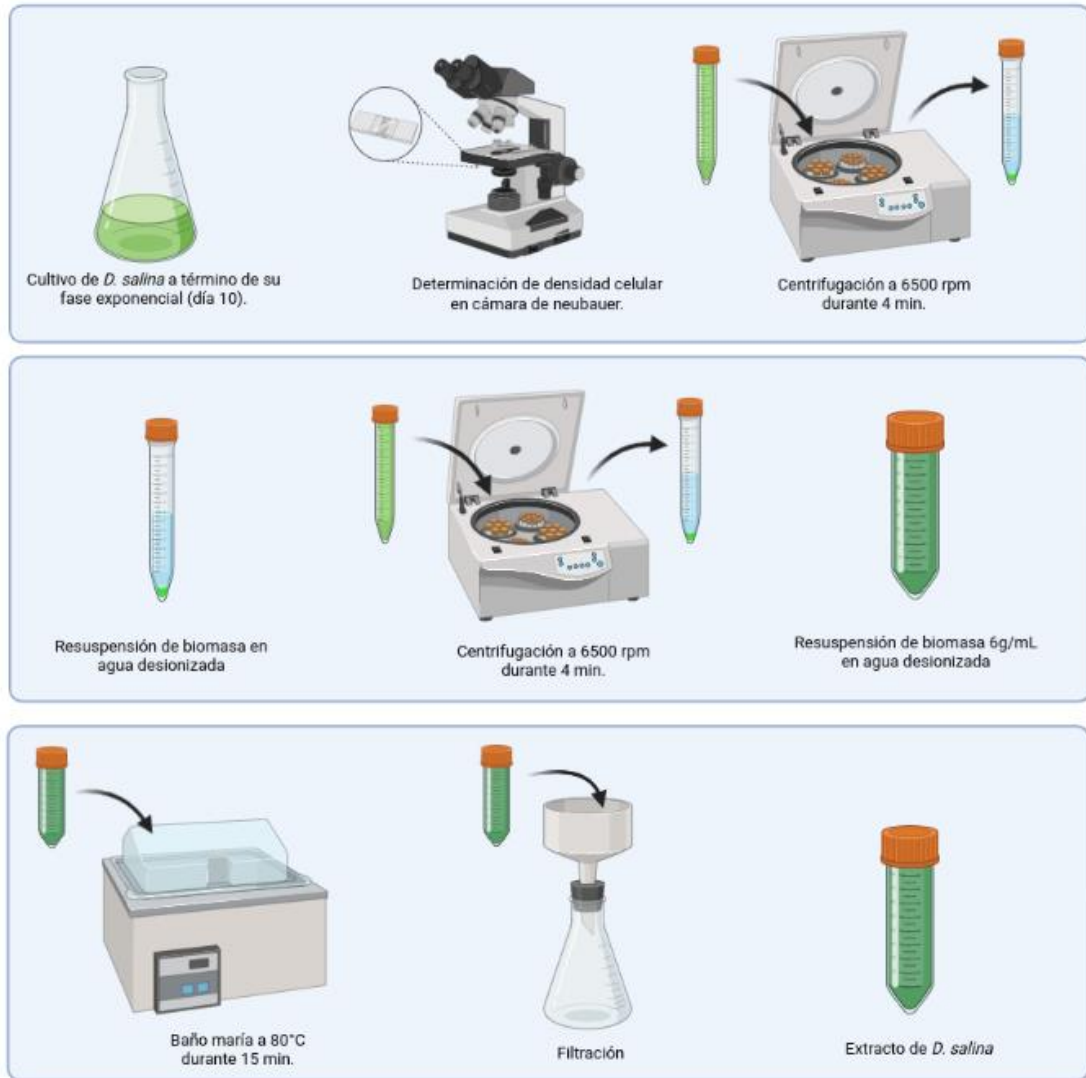 Cultivo de D. salina a término de su
fase exponencial (día 10).
Determinación de densidad celular
en cámara de neubauer.
Centrifugación a 6500 rpm
durante 4 min.
Resuspensión de biomasa en
agua desionizada
Centrifugación a 6500 rpm
durante 4 min.
Resuspensión de biomasa 6g/mL
en agua desionizada
Baño maría a 80°C
durante 15 min.
Filtración
Extracto de D. salina